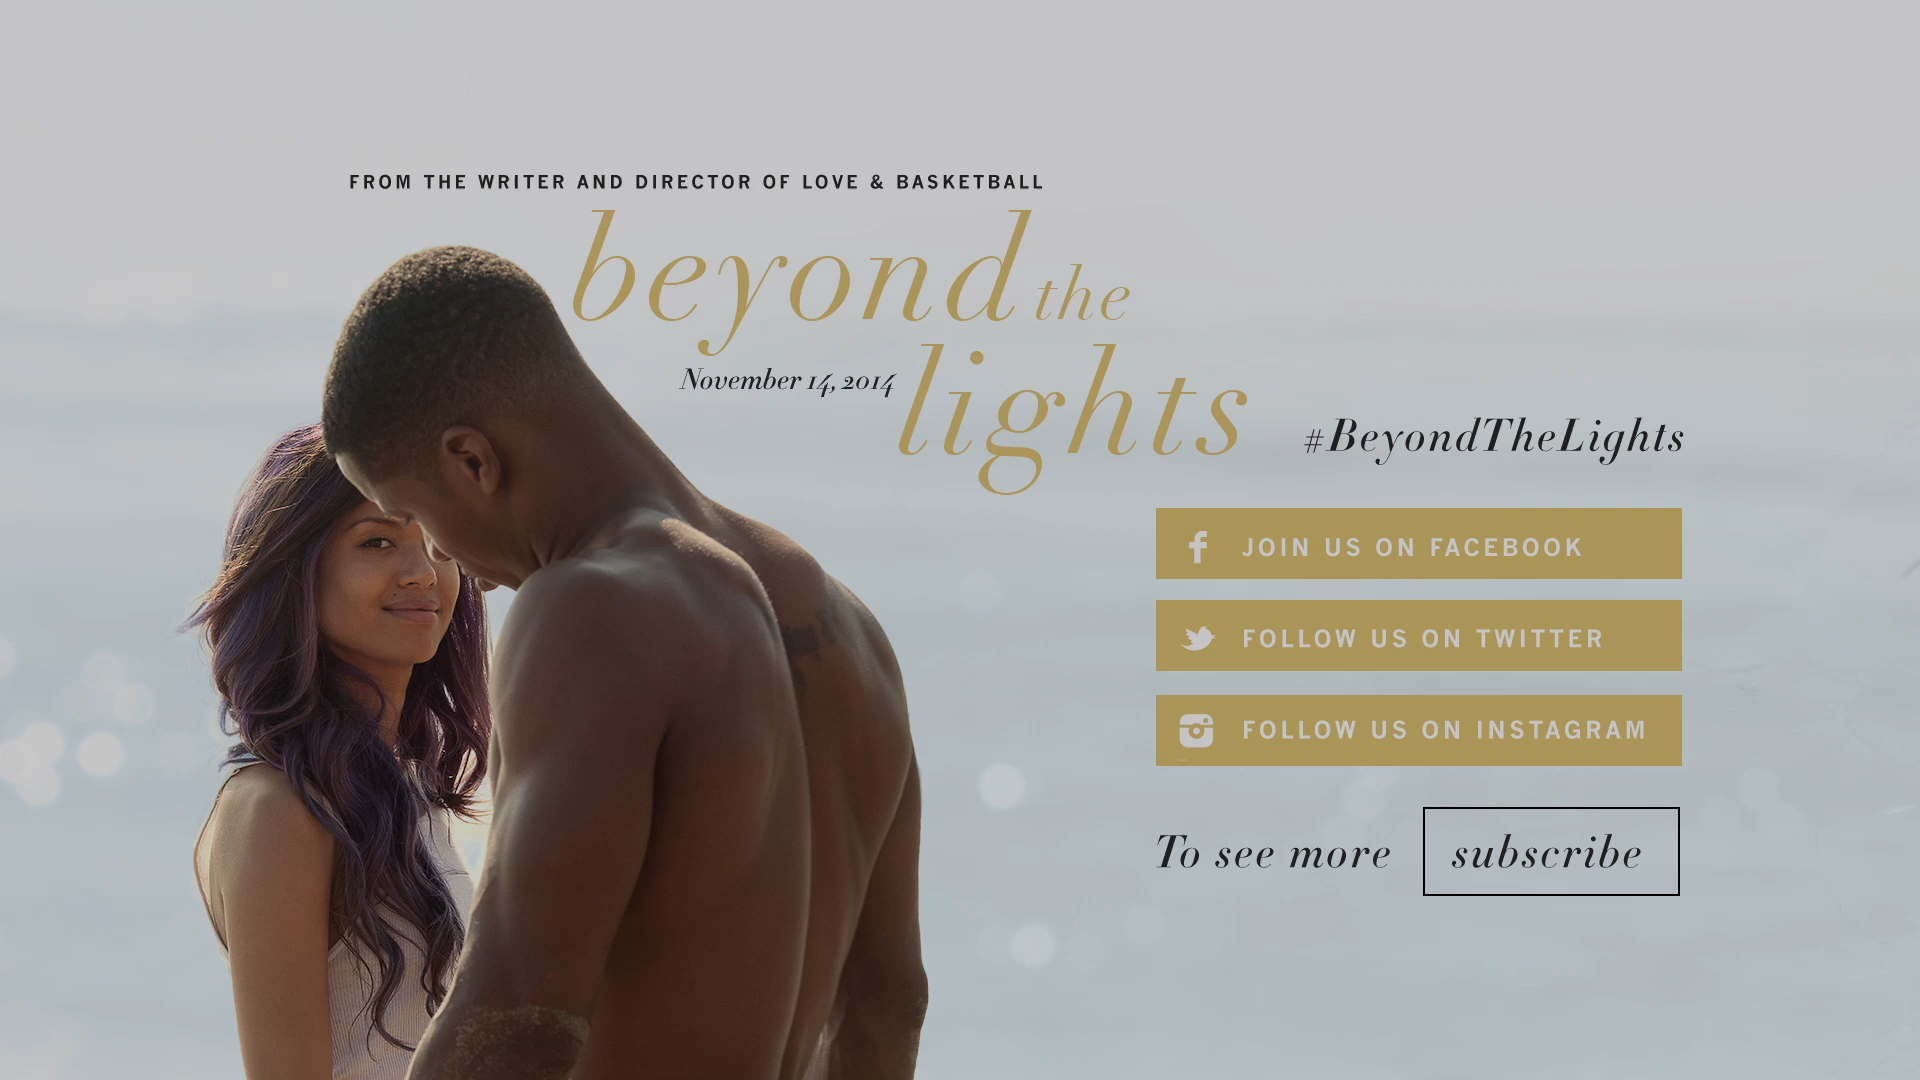 FROM THE WRITER AND DIRECTOR OF LOVE & BASKETBALL
beyond the
lights
November 14, 2014
#BeyondTheLights
JOIN US ON FACEBOOK
FOLLOW US ON TWITTER
FOLLOW US ON INSTAGRAM
To see more subscribe